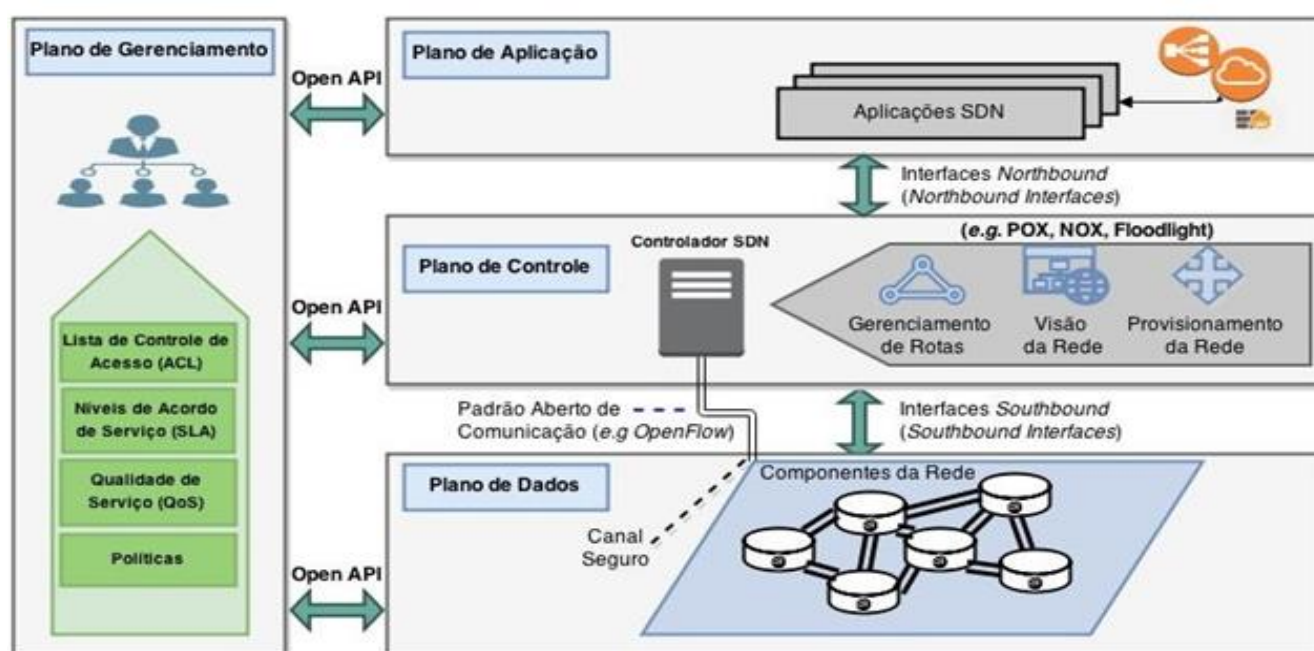 Plano de Gerenciamento
Lista de Controle de
Acesso (ACL)
Níveis de Acordo
de Serviço (SLA)
Qualidade de
Serviço (QoS)
Políticas
Open API
Open API
Open API
Plano de Aplicação
Aplicações SDN
Interfaces Northbound
(Northbound Interfaces)
Plano de Controle
Controlador SDN
(e.g. POX, NOX, Floodlight)
Gerenciamento
de Rotas
Visão
da Rede
Provisionamento
da Rede
Padrão Aberto de
Comunicação (e.g OpenFlow)
Interfaces Southbound
(Southbound Interfaces)
Plano de Dados
Componentes da Rede
Canal
Seguro